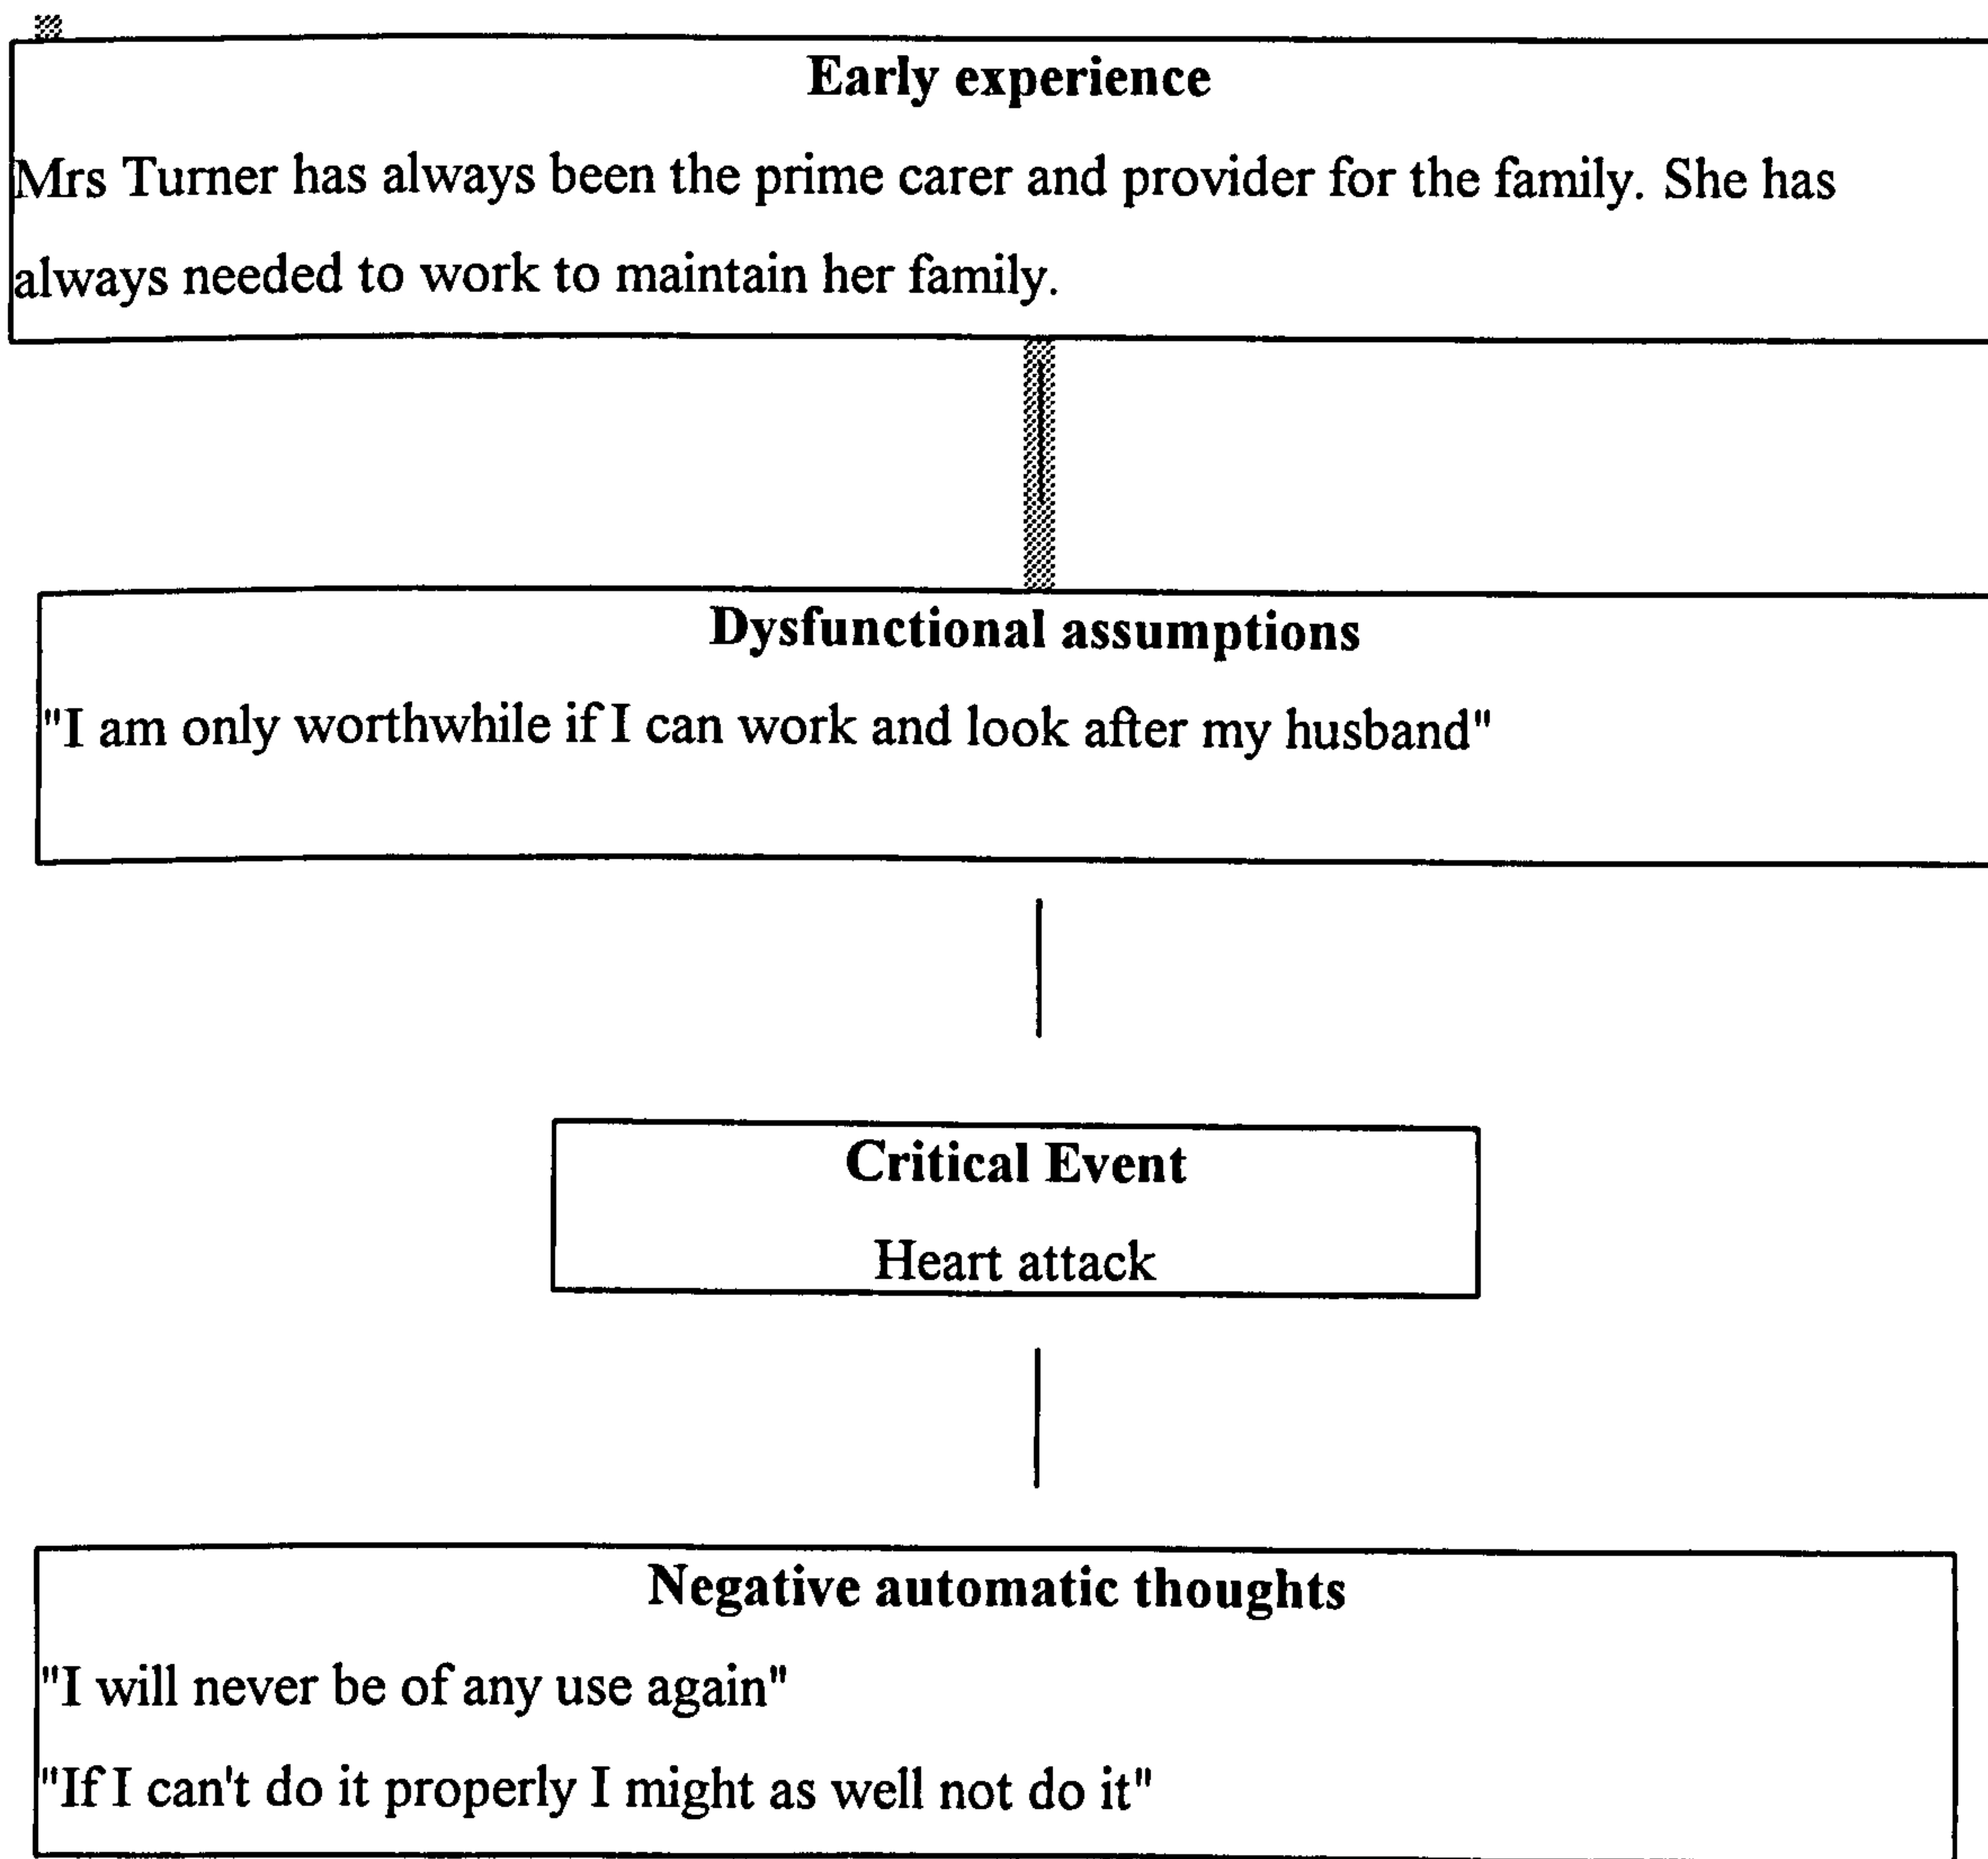 Early experience
Mrs Turner has always been the prime carer and provider for the family. She has
always needed to work to maintain her family.
Dysfunctional assumptions
"I am only worthwhile if I can work and look after my husband"
Critical Event
Heart attack
Negative automatic thoughts
"I will never be of any use again"
"If I can't do it properly I might as well not do it"